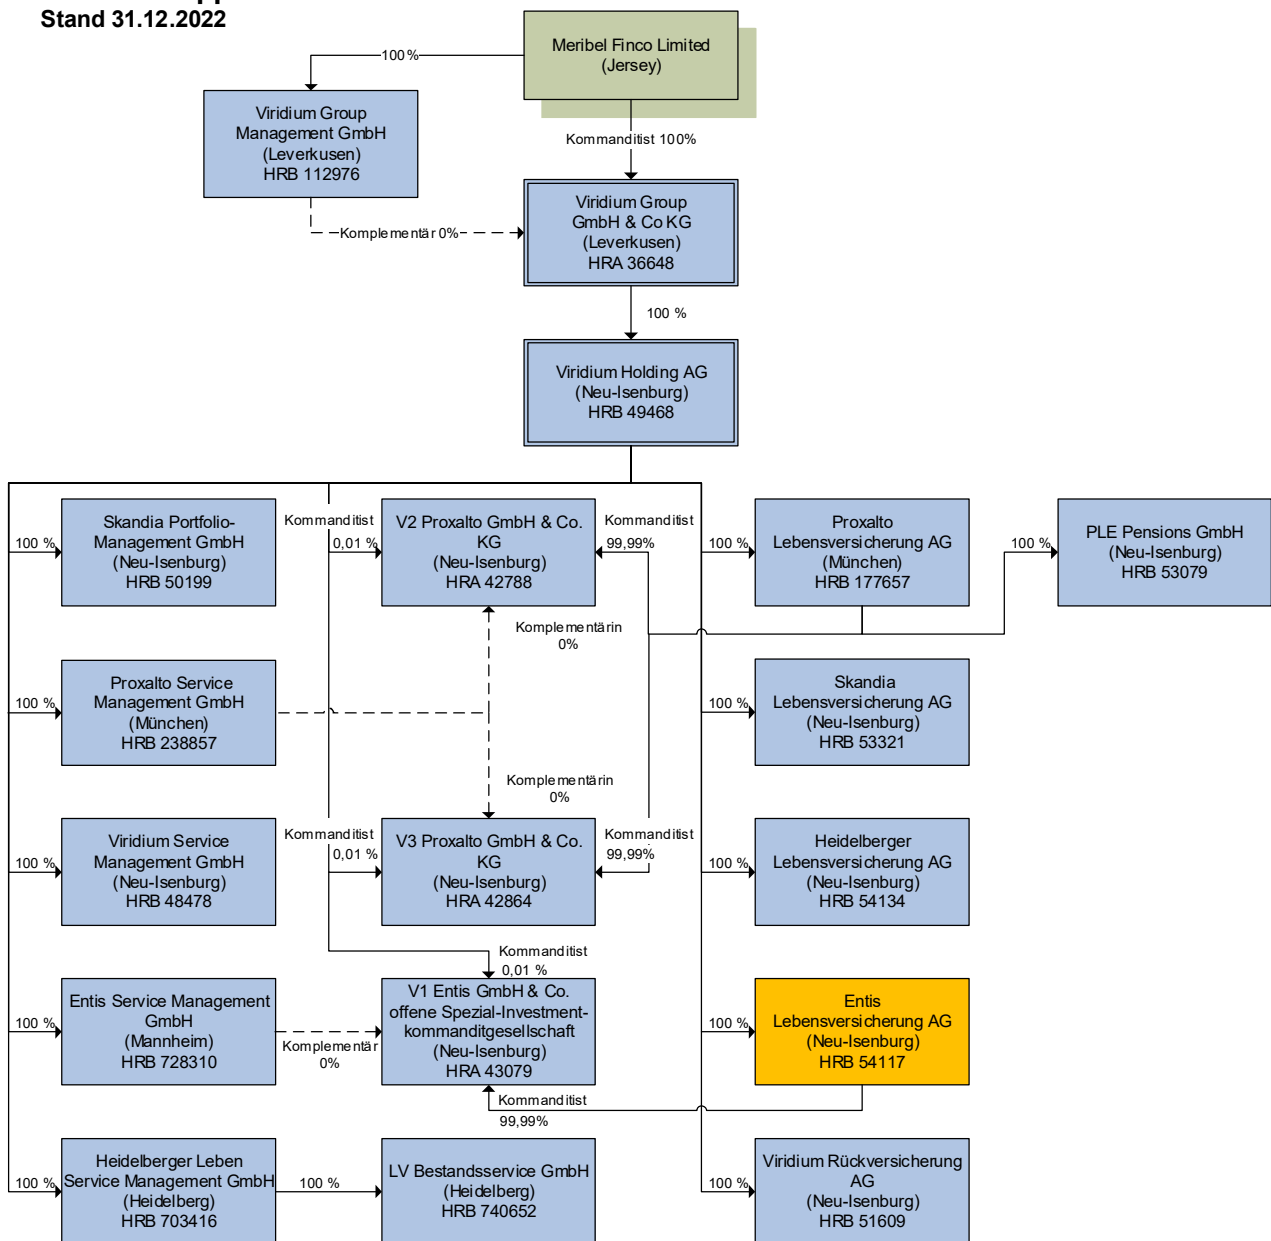 Stand 31.12.2022
Meribel Finco Limited
(Jersey)
100 %
Viridium Group
Management GmbH
(Leverkusen)
HRB 112976
Kommanditist 100%
Viridium Group
GmbH & Co KG
(Leverkusen)
HRA 36648
Komplementär 0%
100 %
Viridium Holding AG
(Neu-Isenburg)
HRB 49468
100 %
Skandia Portfolio-
Management GmbH
(Neu-Isenburg)
HRB 50199
Kommanditist
0,01 %
V2 Proxalto GmbH & Co.
KG
(Neu-Isenburg)
HRA 42788
Kommanditist
99,99%
100 %
Proxalto
Lebensversicherung AG
(München)
HRB 177657
100 %
PLE Pensions GmbH
(Neu-Isenburg)
HRB 53079
Komplementärin
0%
100 %
Proxalto Service
Management GmbH
(München)
HRB 238857
100 %
Skandia
Lebensversicherung AG
(Neu-Isenburg)
HRB 53321
Komplementärin
0%
100 %
Viridium Service
Management GmbH
(Neu-Isenburg)
HRB 48478
Kommanditist
0,01 %
V3 Proxalto GmbH & Co.
KG
(Neu-Isenburg)
HRA 42864
Kommanditist
99,99%
100 %
Heidelberger
Lebensversicherung AG
(Neu-Isenburg)
HRB 54134
Kommanditist
0,01 %
100 %
Entis Service Management
GmbH
(Mannheim)
HRB 728310
Komplementär
0%
V1 Entis GmbH & Co.
offene Spezial-Investment-
kommanditgesellschaft
(Neu-Isenburg)
HRA 43079
100 %
Entis
Lebensversicherung AG
(Neu-Isenburg)
HRB 54117
Kommanditist
99,99%
100 %
Heidelberger Leben
Service Management GmbH
(Heidelberg)
HRB 703416
100 %
LV Bestandsservice GmbH
(Heidelberg)
HRB 740652
100 %
Viridium Rückversicherung
AG
(Neu-Isenburg)
HRB 51609